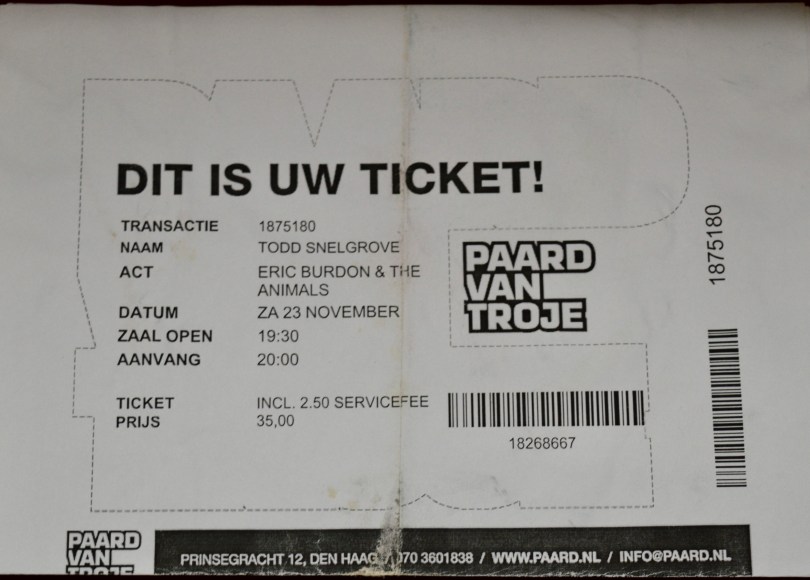 DIT IS UW TICKET!
TRANSACTIE 1875180
NAAM TODD SNELGROVE
ACT ERIC BURDON & THE
ANIMALS
DATUM ZA 23 NOVEMBER
ZAAL OPEN 19:30
AANVANG 20:00
TICKET INCL. 2.50 SERVICEFEE
PRIJS 35,00
PAARD
VAN
TROJE
18268667
1875180
PAARD
VAN
TROJE
PRINSEGRACHT 12, DEN HAAG / 070 3601838 / WWW.PAARD.NL / INFO@PAARD.NL